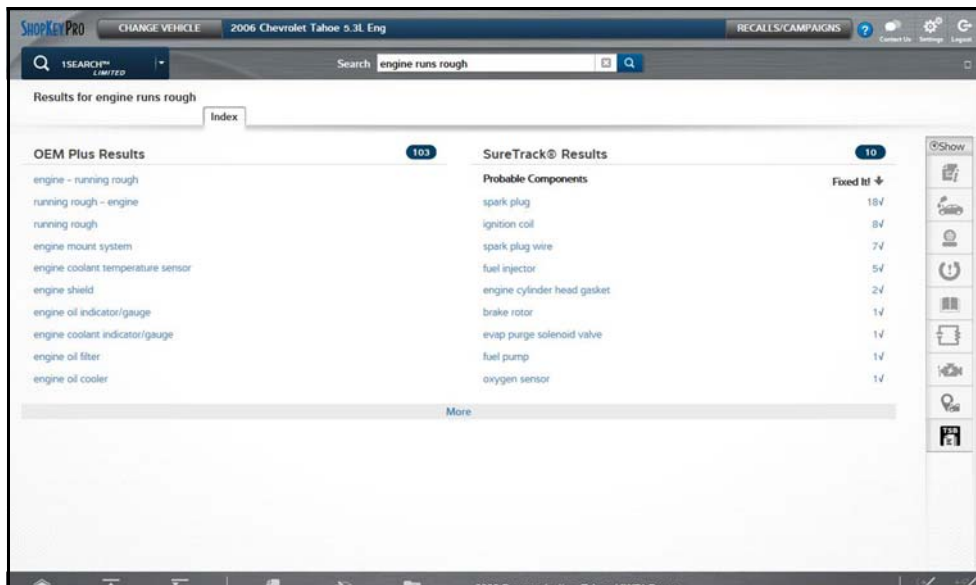 SHOPKEYPRO CHANGE VEHICLE 2006 Chevrolet Tahoe 5.3L Eng RECALLS/CAMPAIGNS ? Contact Us Settings Logout
1SEARCH™ LIMITED Search engine runs rough
Results for engine runs rough
Index
OEM Plus Results 103
engine - running rough
running rough - engine
running rough
engine mount system
engine coolant temperature sensor
engine shield
engine oil indicator/gauge
engine coolant indicator/gauge
engine oil filter
engine oil cooler
SureTrack® Results 10
Probable Components Fixed It!
spark plug 18√
ignition coil 8√
spark plug wire 7√
fuel injector 5√
engine cylinder head gasket 2√
brake rotor 1√
evap purge solenoid valve 1√
fuel pump 1√
oxygen sensor 1√
More
Show
TSB